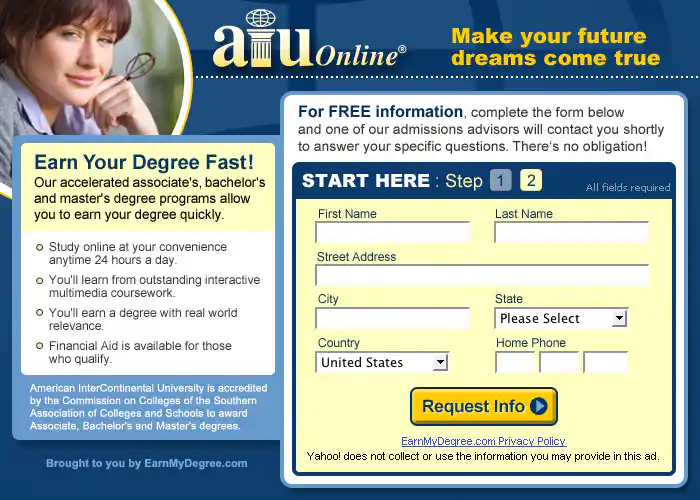 aiu Online®
Make your future
dreams come true
Earn Your Degree Fast!
Our accelerated associate's, bachelor's
and master's degree programs allow
you to earn your degree quickly.
Study online at your convenience
anytime 24 hours a day.
You'll learn from outstanding interactive
multimedia coursework.
You'll earn a degree with real world
relevance.
Financial Aid is available for those
who qualify.
American InterContinental University is accredited
by the Commission on Colleges of the Southern
Association of Colleges and Schools to award
Associate, Bachelor's and Master's degrees.
Brought to you by EarnMyDegree.com
For FREE information, complete the form below
and one of our admissions advisors will contact you shortly
to answer your specific questions. There's no obligation!
START HERE : Step 1 2
All fields required
First Name Last Name
Street Address
City State
Please Select
Country Home Phone
United States
Request Info
EarnMyDegree.com Privacy Policy
Yahoo! does not collect or use the information you may provide in this ad.